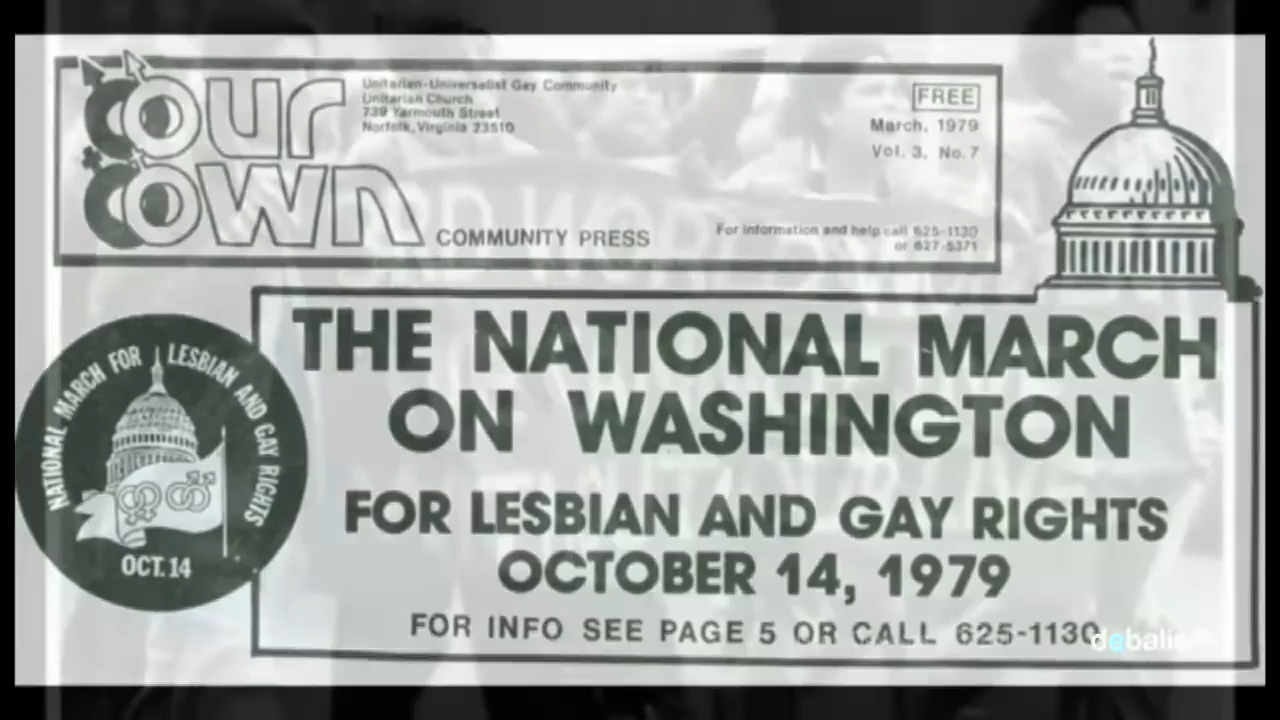 our
own
Unitarian-Universalist Gay Community
Unitarian Church
739 Yarmouth Street
Norfolk, Virginia 23510
COMMUNITY PRESS
FREE
March, 1979
Vol. 3, No. 7
For information and help call 625-1130
or 627-5371
NATIONAL MARCH FOR LESBIAN AND GAY RIGHTS
OCT. 14
THE NATIONAL MARCH
ON WASHINGTON
FOR LESBIAN AND GAY RIGHTS
OCTOBER 14, 1979
FOR INFO SEE PAGE 5 OR CALL 625-1130